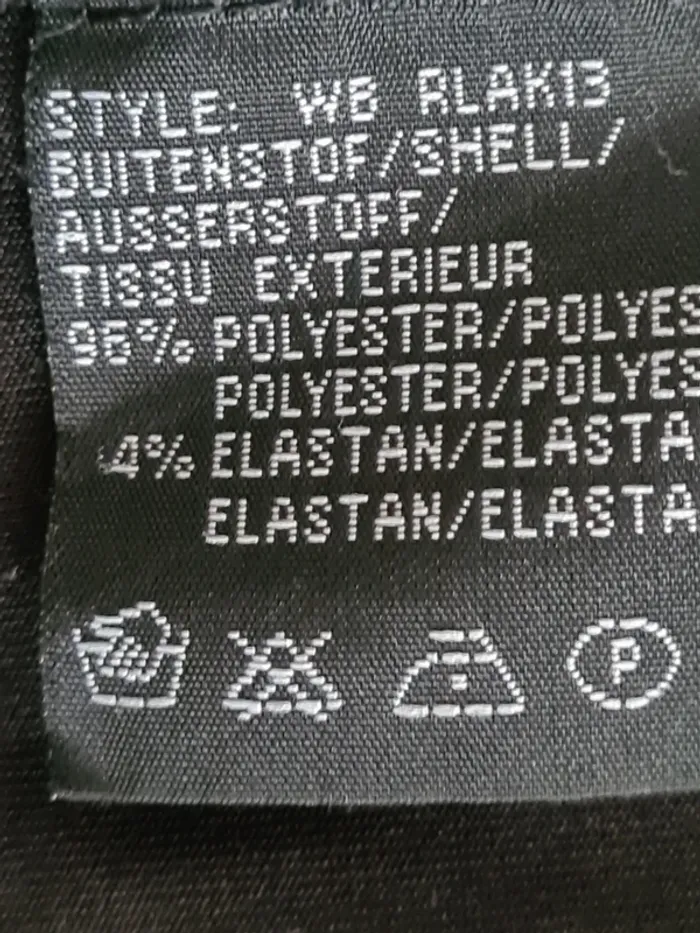 STYLE: WB RLAK13
BUITENSTOF/SHELL/
AUSSERSTOFF/
TISSU EXTERIEUR
96% POLYESTER/POLYES
POLYESTER/POLYES
4% ELASTAN/ELASTA
ELASTAN/ELASTA
P